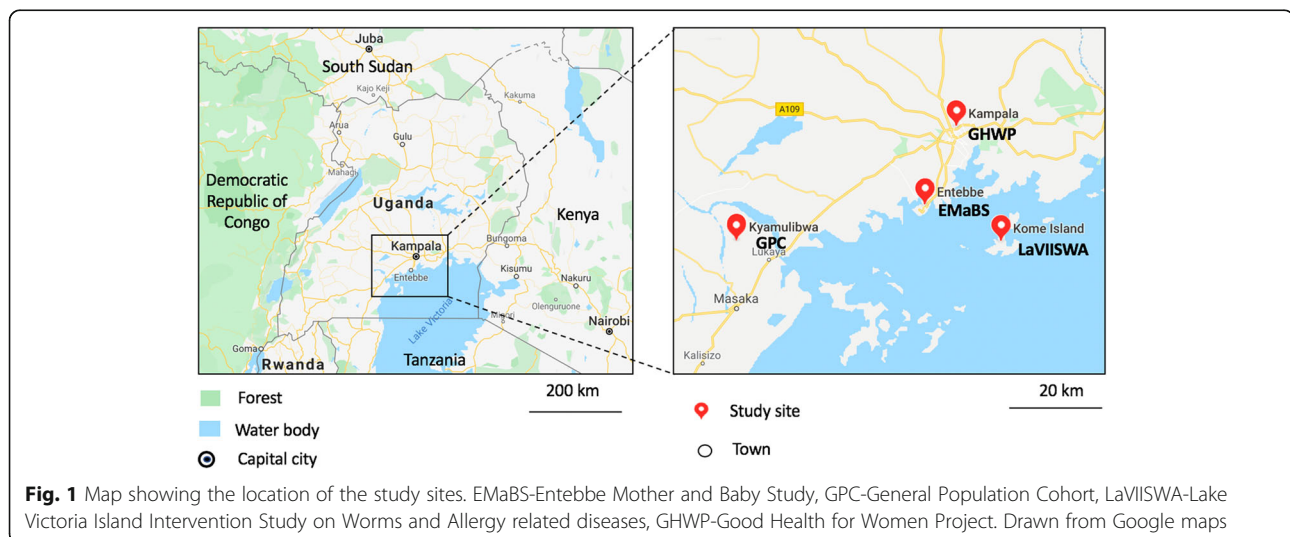 Juba
South Sudan
Kajo Keji
Kakuma
Arua
Gulu
Mahagi
Democratic
Republic of
Congo
Uganda
Kenya
Kampala
Bungoma
Entebbe
Kisumu
Nakuru
Olenguruone
Lake Victoria
Migori
Nairobi
Goma
Rwanda
Tanzania
A109
Kampala
GHWP
Entebbe
EMaBS
Kyamulibwa
GPC
Lukaya
Kome Island
LaVIISWA
Masaka
Kalisizo
200 km
20 km
Forest
Water body
Capital city
Study site
Town
Fig. 1 Map showing the location of the study sites. EMaBS-Entebbe Mother and Baby Study, GPC-General Population Cohort, LaVIISWA-Lake
Victoria Island Intervention Study on Worms and Allergy related diseases, GHWP-Good Health for Women Project. Drawn from Google maps